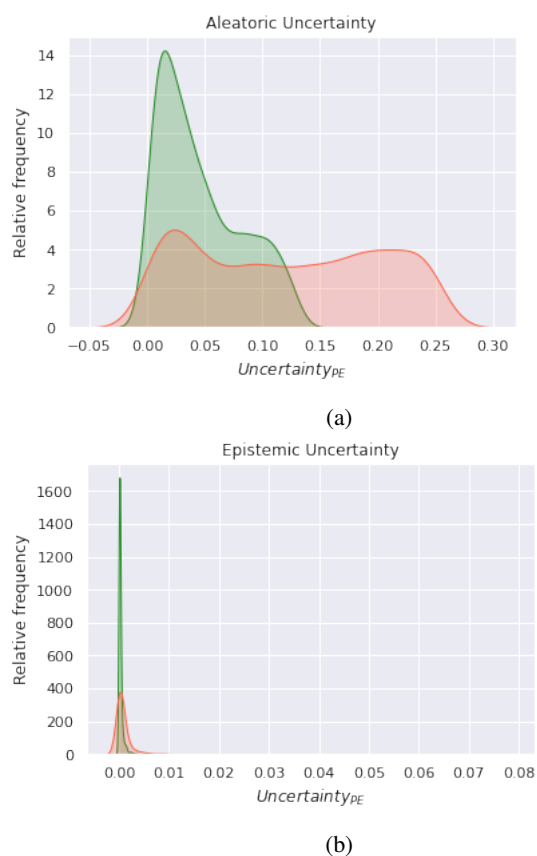 Aleatoric Uncertainty
14
12
10
8
6
4
2
0
Relative frequency
−0.05 0.00 0.05 0.10 0.15 0.20 0.25 0.30
Uncertainty_PE
(a)
Epistemic Uncertainty
1600
1400
1200
1000
800
600
400
200
0
Relative frequency
0.00 0.01 0.02 0.03 0.04 0.05 0.06 0.07 0.08
Uncertainty_PE
(b)